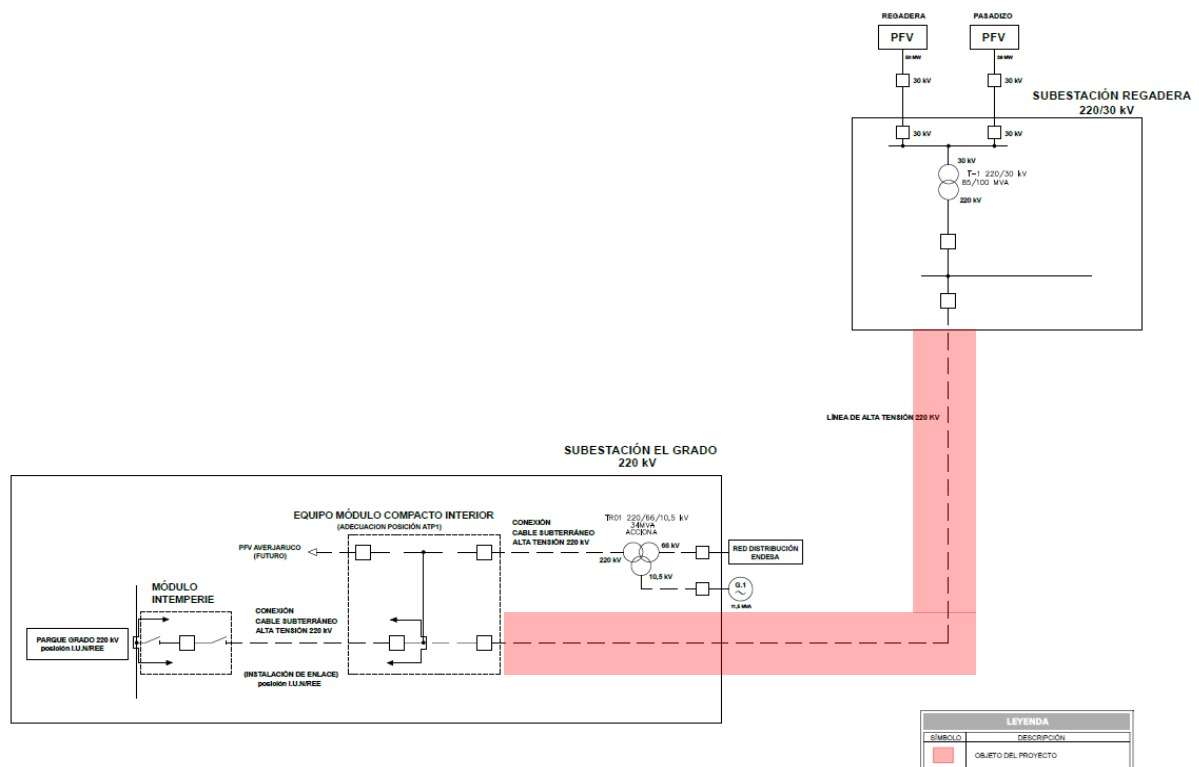 REGADERA
PASADIZO
PFV
PFV
50 MW
30 kV
30 kV
SUBESTACIÓN REGADERA
220/30 kV
30 kV
30 kV
30 kV
T-1 220/30 kV
85/100 MVA
220 kV
LÍNEA DE ALTA TENSIÓN 220 KV
SUBESTACIÓN EL GRADO
220 kV
EQUIPO MÓDULO COMPACTO INTERIOR
(ADECUACION POSICIÓN ATP1)
CONEXIÓN
CABLE SUBTERRÁNEO
ALTA TENSIÓN 220 kV
TR01 220/66/10,5 kV
34MVA
ACCIONA
PFV AVERJARUCO
(FUTURO)
220 kV
66 kV
RED DISTRIBUCIÓN
ENDESA
10,5 kV
G.1
11,5 MVA
MÓDULO
INTEMPERIE
CONEXIÓN
CABLE SUBTERRÁNEO
ALTA TENSIÓN 220 kV
PARQUE GRADO 220 kV
posición I.U.N/REE
(INSTALACIÓN DE ENLACE)
posición I.U.N/REE
LEYENDA
SÍMBOLO
DESCRIPCIÓN
OBJETO DEL PROYECTO